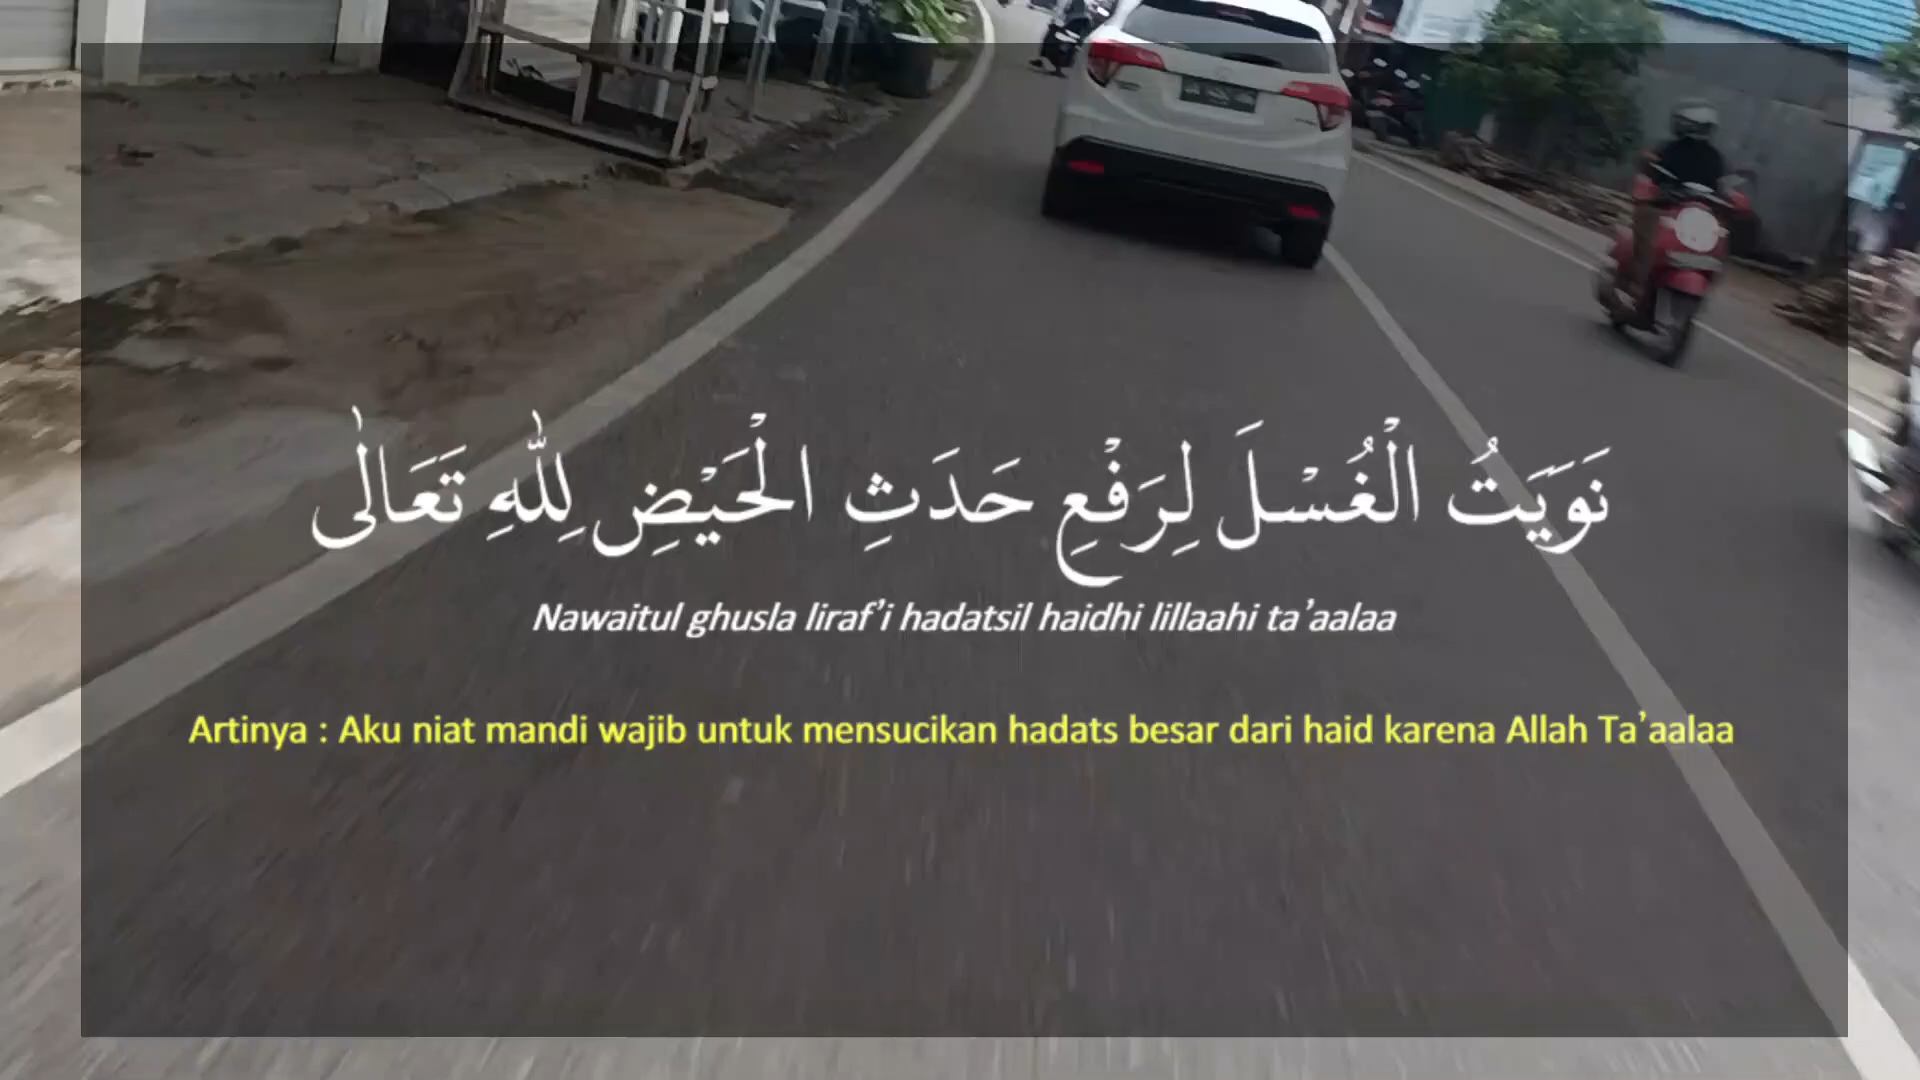 نَوَيْتُ الْغُسْلَ لِرَفْعِ حَدَثِ الْحَيْضِ لِلّٰهِ تَعَالٰى
Nawaitul ghusla liraf’i hadatsil haidhi lillaahi ta’aalaa
Artinya : Aku niat mandi wajib untuk mensucikan hadats besar dari haid karena Allah Ta’aalaa